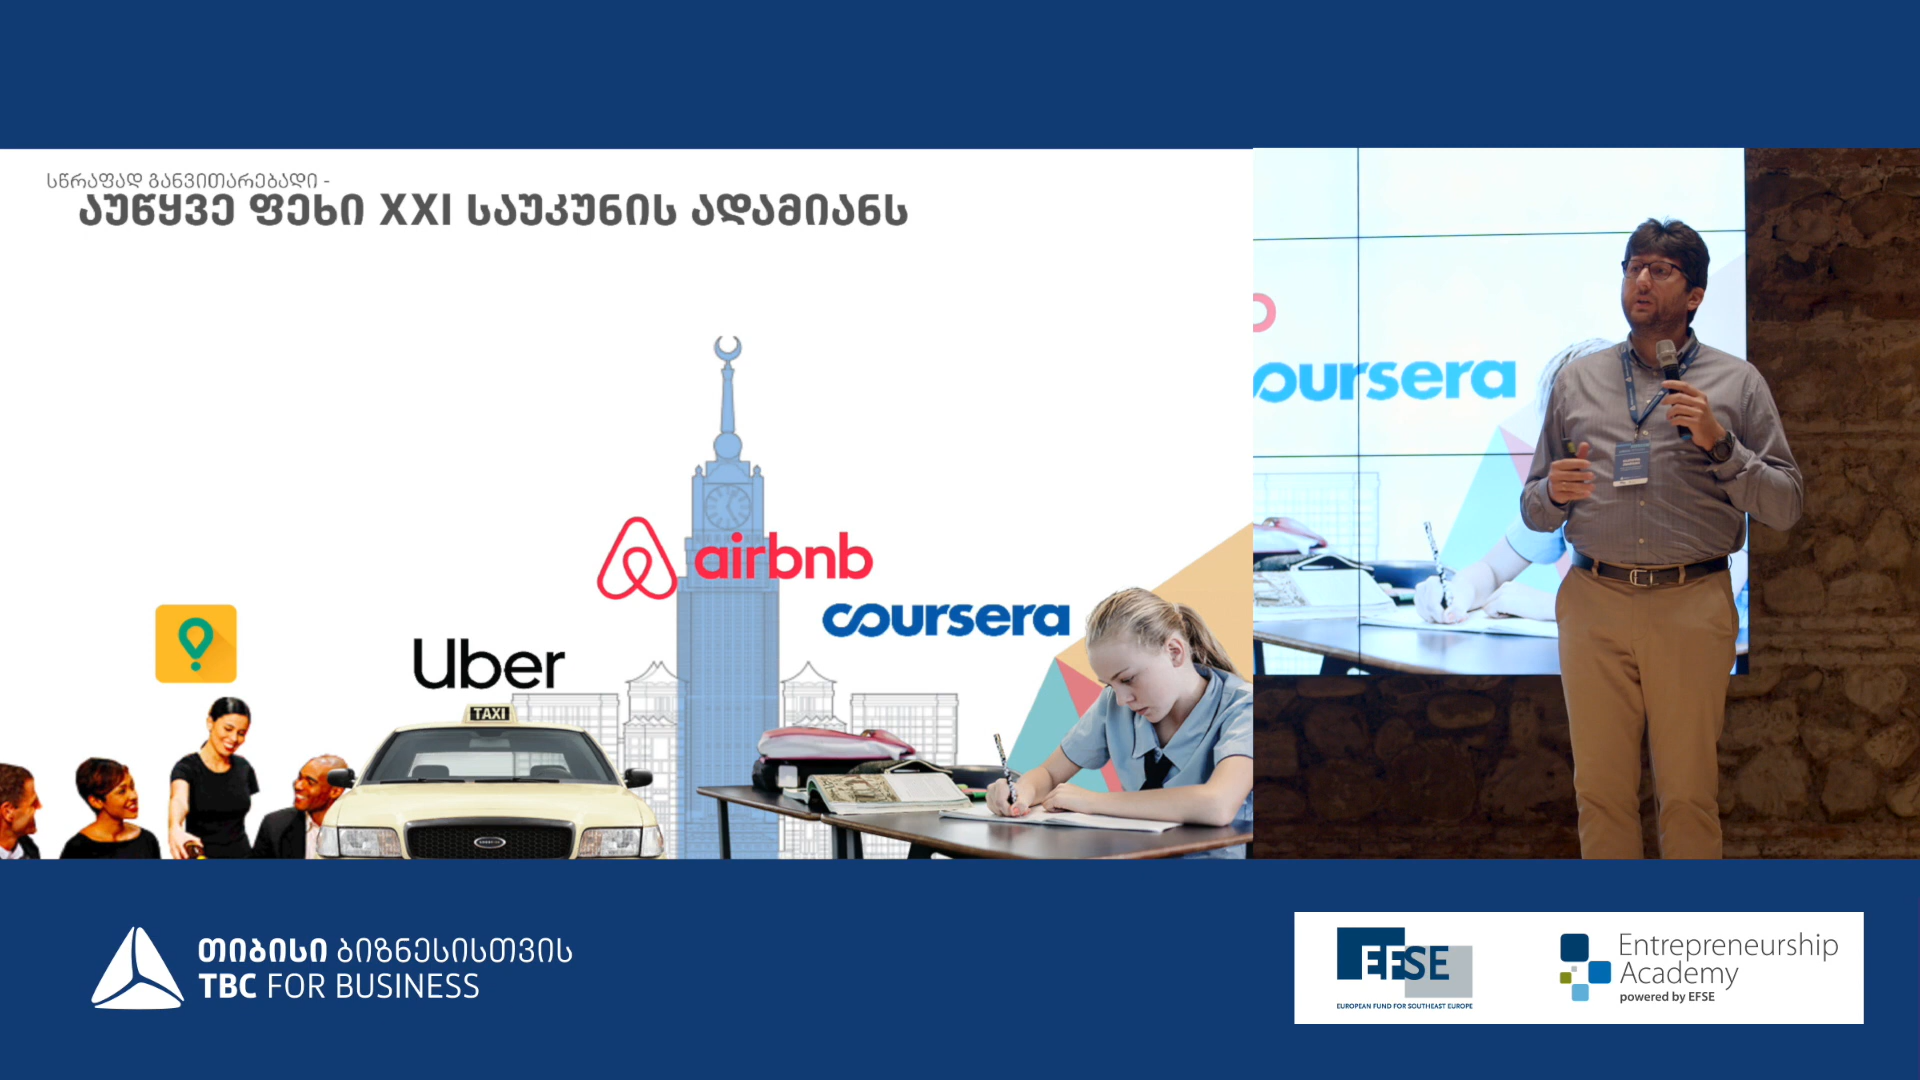 სწრაფად განვითარებადი -
აუწყვე ფეხი XXI საუკუნის ადამიანს
airbnb
coursera
Uber
TAXI
oursera
თიბისი ბიზნესისთვის
TBC FOR BUSINESS
EFSE
EUROPEAN FUND FOR SOUTHEAST EUROPE
Entrepreneurship
Academy
powered by EFSE